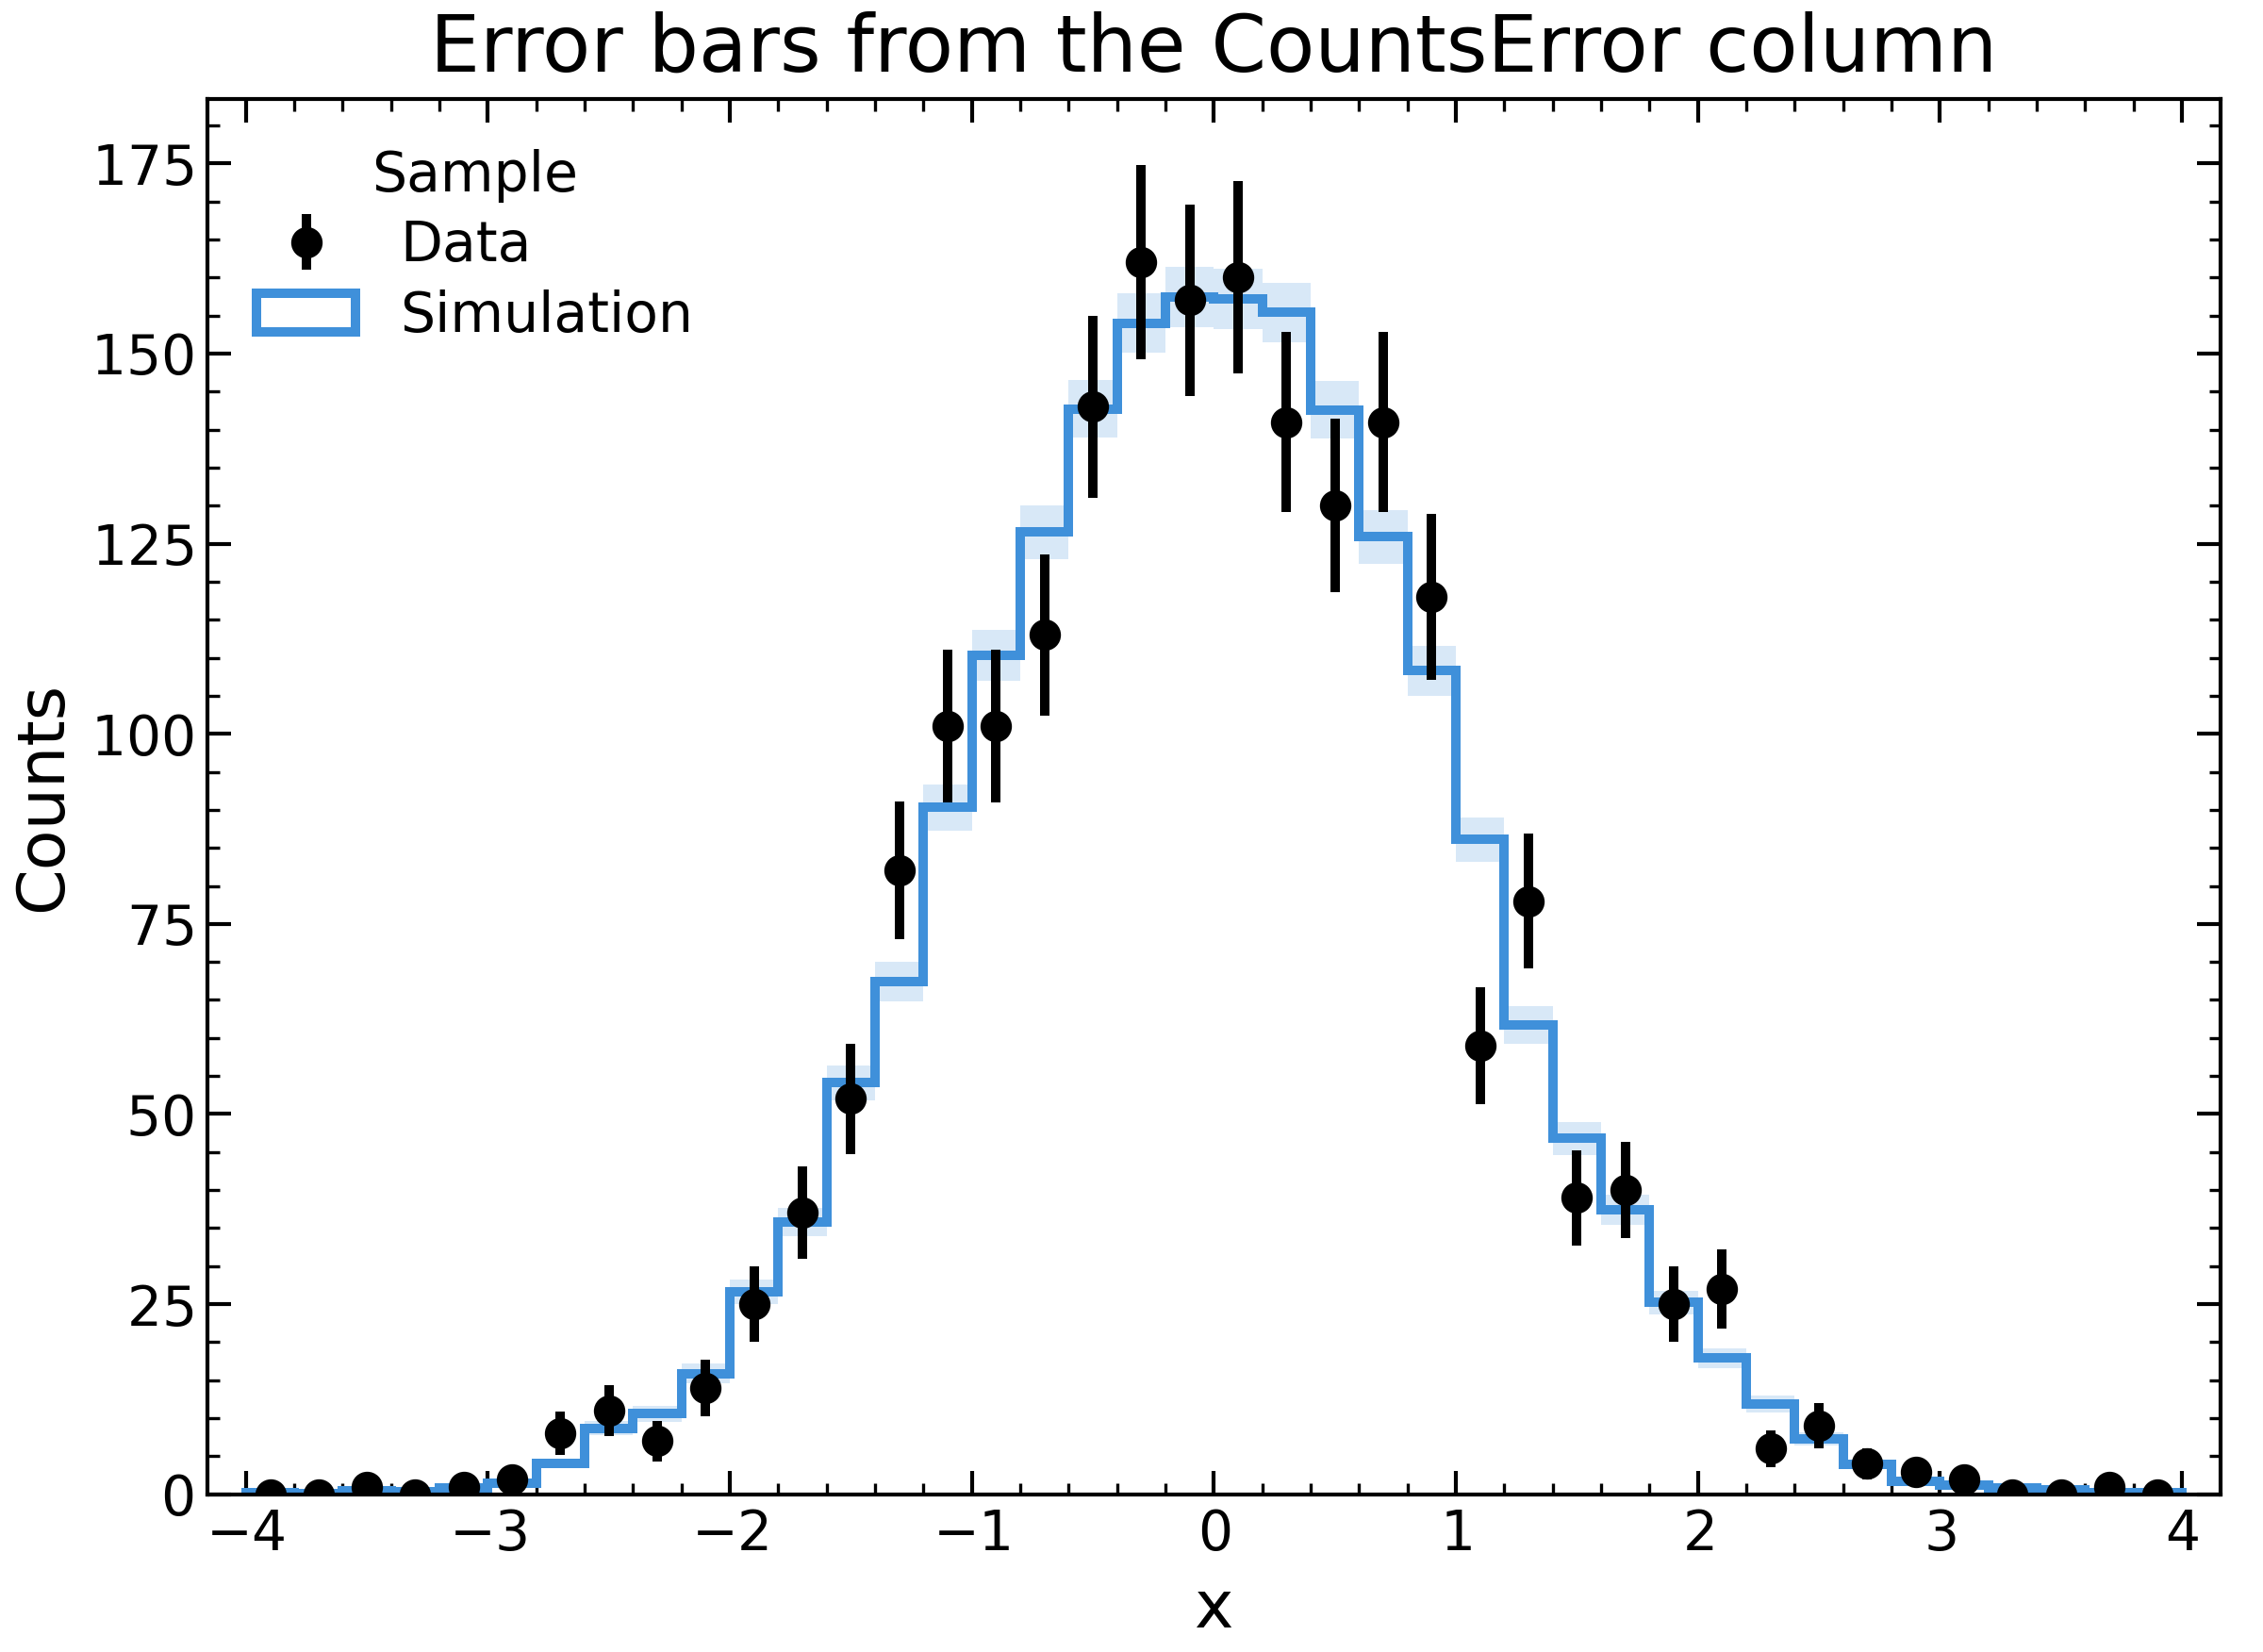 Error bars from the CountsError column
Sample
Data
Simulation
Counts
175
150
125
100
75
50
25
0
−4 −3 −2 −1 0 1 2 3 4
x